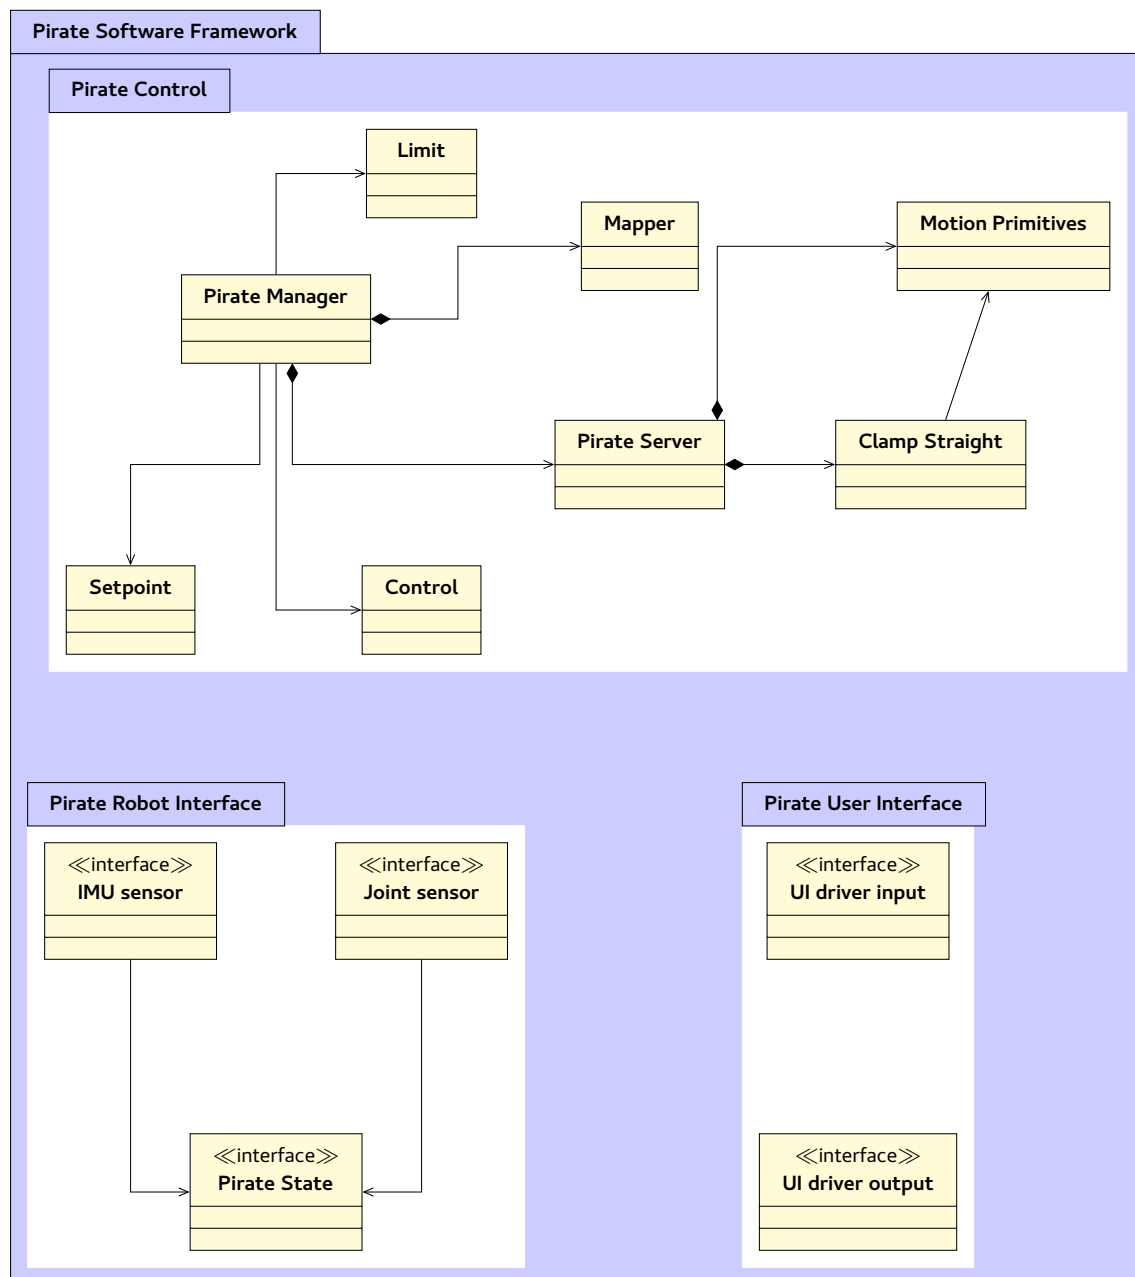 Pirate Software Framework
Pirate Control
Limit
Mapper
Motion Primitives
Pirate Manager
Pirate Server
Clamp Straight
Setpoint
Control
Pirate Robot Interface
Pirate User Interface
≪interface≫
IMU sensor
≪interface≫
Joint sensor
≪interface≫
UI driver input
≪interface≫
Pirate State
≪interface≫
UI driver output